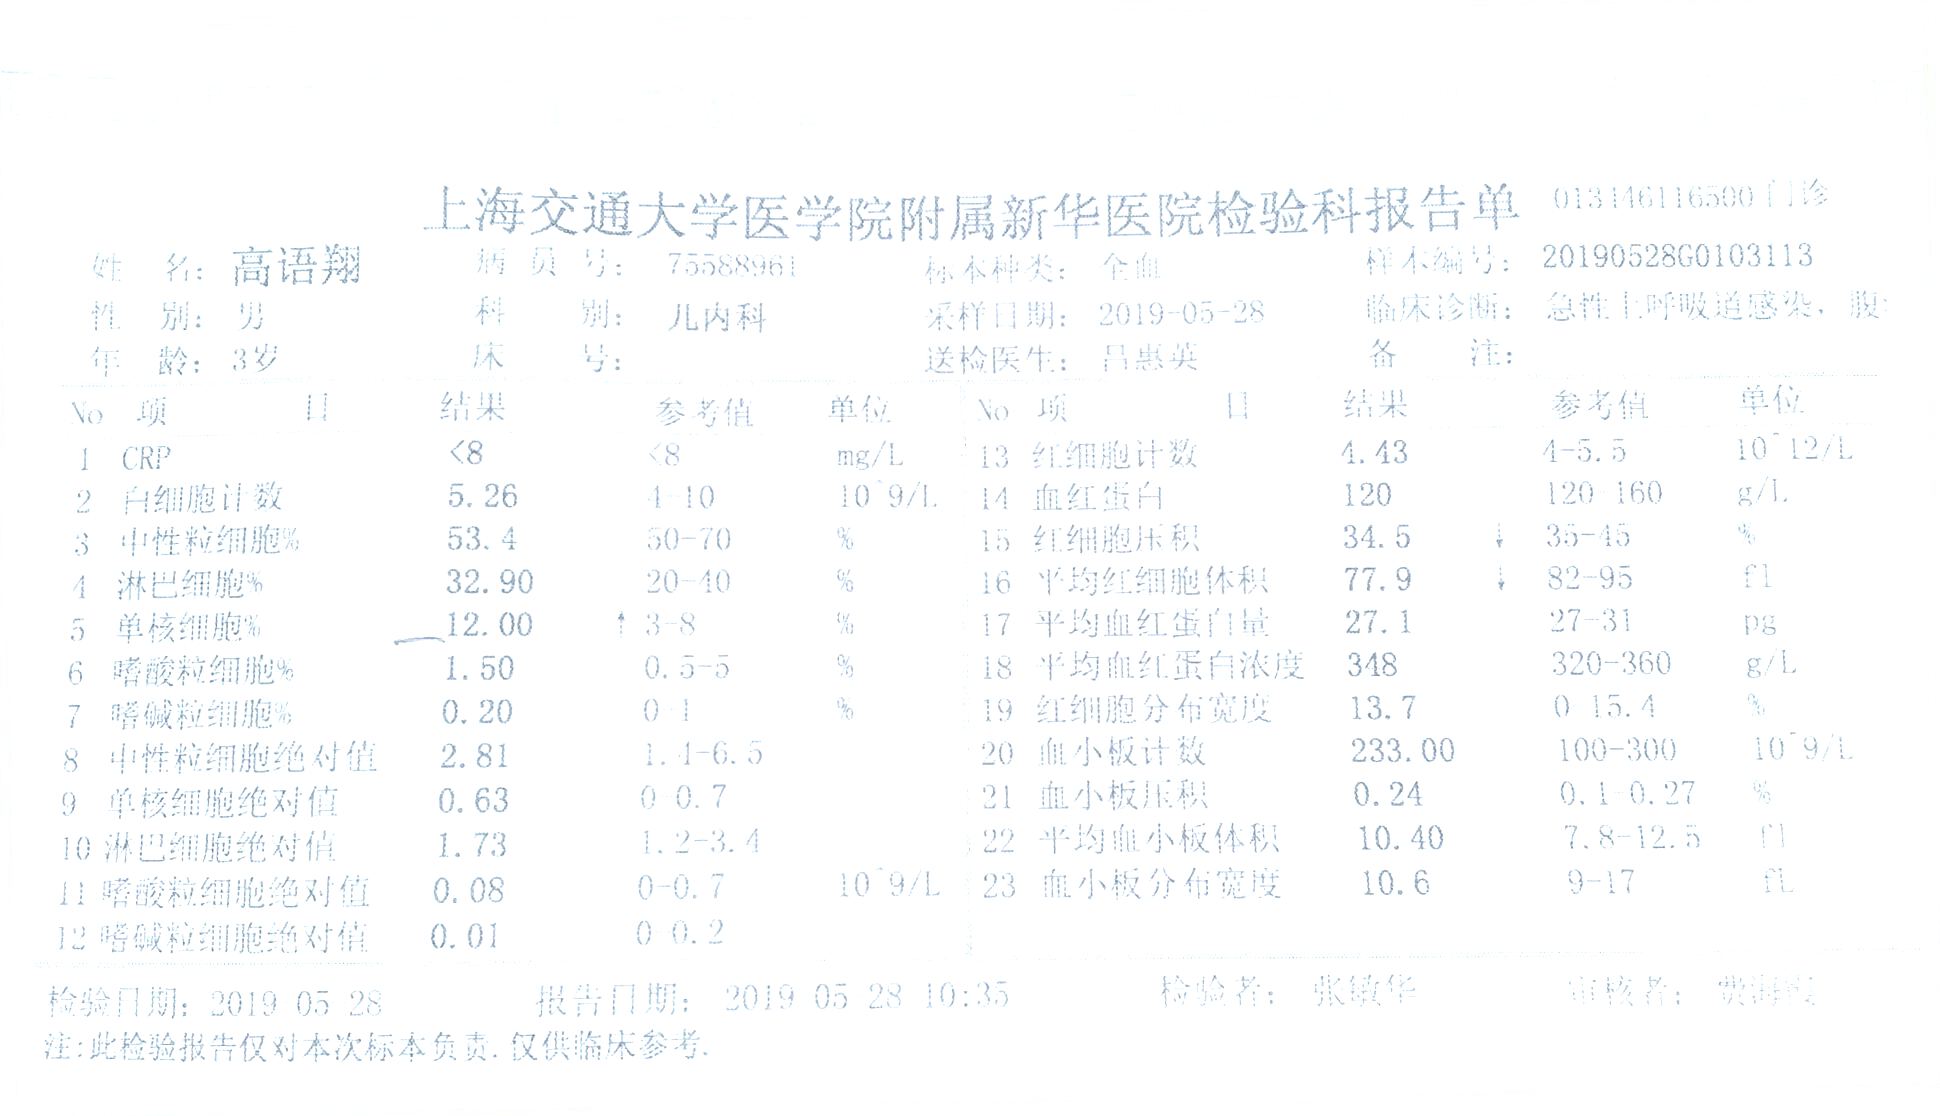 上海交通大学医学院附属新华医院检验科报告单 013446116500 门诊
姓 名: 高语翔 病 员 号: 75588961 标本种类: 全血 样本编号: 20190528G0103113
性 别: 男 科 别: 儿内科 采样日期: 2019-05-28 临床诊断: 急性上呼吸道感染, 腹
年 龄: 3岁 床 号: 送检医生: 吕惠英 备 注:
No 项 目 结果 参考值 单位 No 项 目 结果 参考值 单位
1 CRP <8 <8 mg/L 13 红细胞计数 4.43 4-5.5 10^12/L
2 白细胞计数 5.26 4-10 10^9/L 14 血红蛋白 120 120-160 g/L
3 中性粒细胞% 53.4 50-70 % 15 红细胞压积 34.5 ↓ 35-45 %
4 淋巴细胞% 32.90 20-40 % 16 平均红细胞体积 77.9 ↓ 82-95 fl
5 单核细胞% 12.00 ↑ 3-8 % 17 平均血红蛋白量 27.1 27-31 pg
6 嗜酸粒细胞% 1.50 0.5-5 % 18 平均血红蛋白浓度 348 320-360 g/L
7 嗜碱粒细胞% 0.20 0-1 % 19 红细胞分布宽度 13.7 0-15.4 %
8 中性粒细胞绝对值 2.81 1.4-6.5 20 血小板计数 233.00 100-300 10^9/L
9 单核细胞绝对值 0.63 0-0.7 21 血小板压积 0.24 0.1-0.27 %
10 淋巴细胞绝对值 1.73 1.2-3.4 22 平均血小板体积 10.40 7.8-12.5 fl
11 嗜酸粒细胞绝对值 0.08 0-0.7 10^9/L 23 血小板分布宽度 10.6 9-17 fL
12 嗜碱粒细胞绝对值 0.01 0-0.2
检验日期: 2019 05 28 报告日期: 2019 05 28 10:35 检验者: 张敏华 审核者:
注:此检验报告仅对本次标本负责.仅供临床参考.